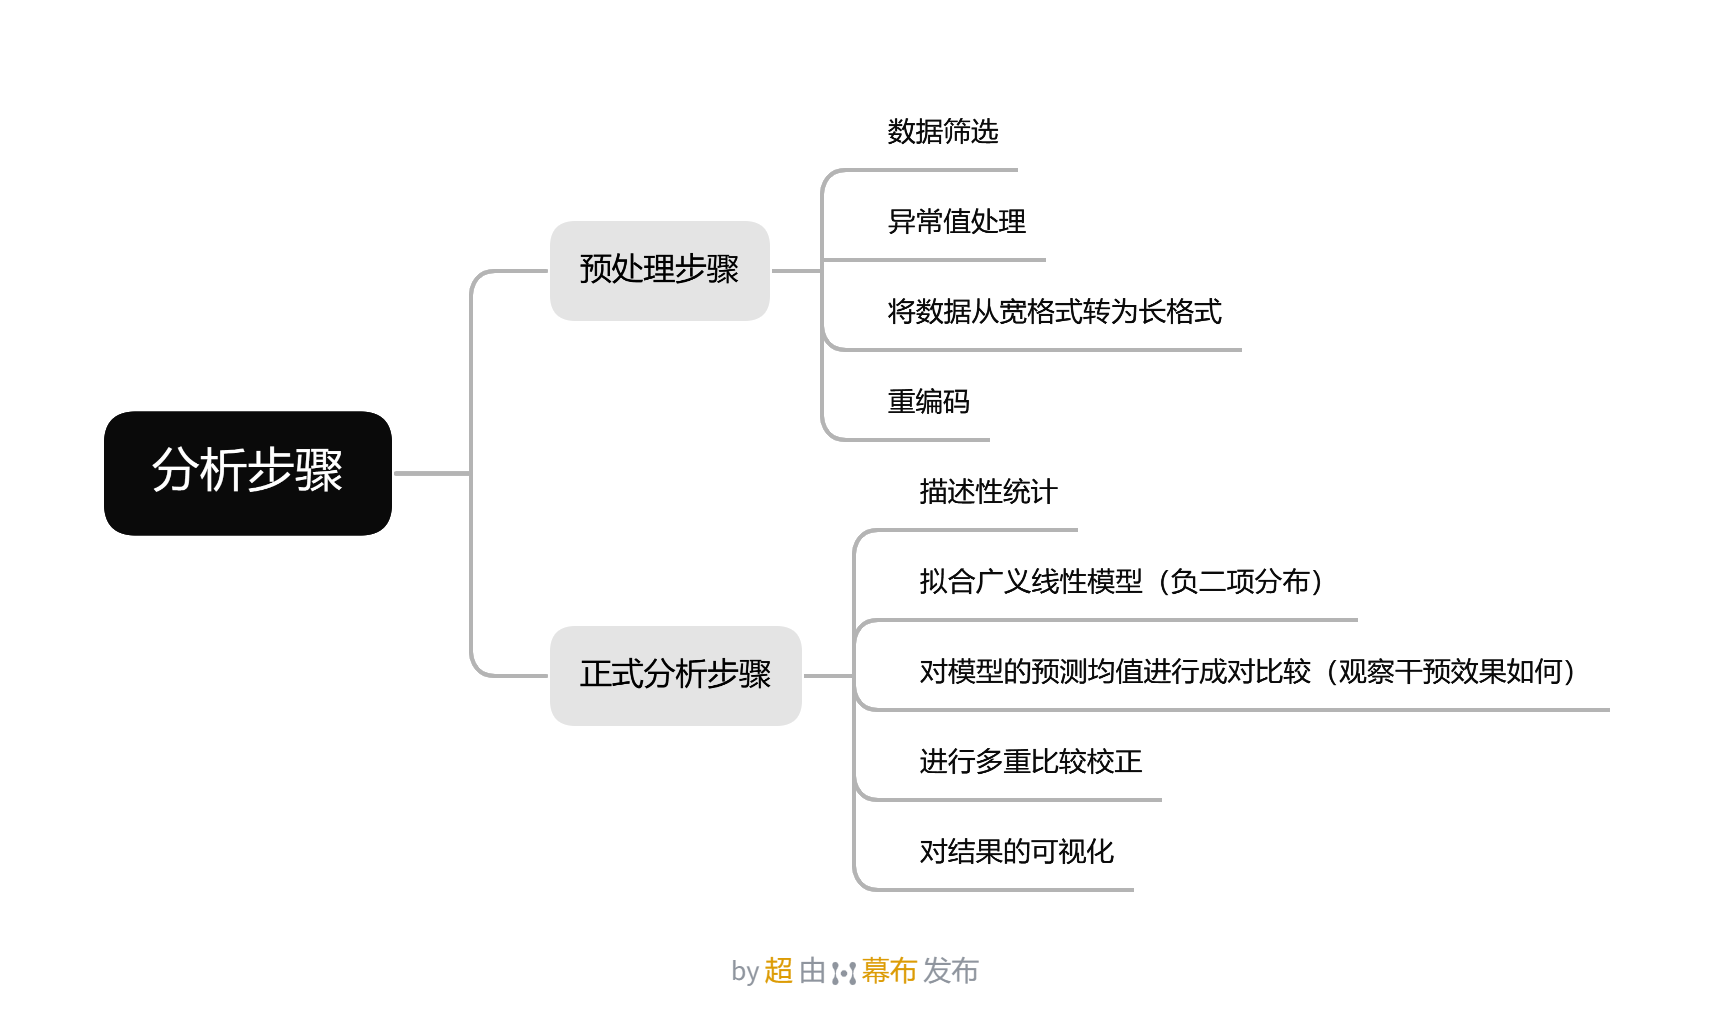 分析步骤
预处理步骤
数据筛选
异常值处理
将数据从宽格式转为长格式
重编码
正式分析步骤
描述性统计
拟合广义线性模型（负二项分布）
对模型的预测均值进行成对比较（观察干预效果如何）
进行多重比较校正
对结果的可视化
by 超 由 幕布 发布